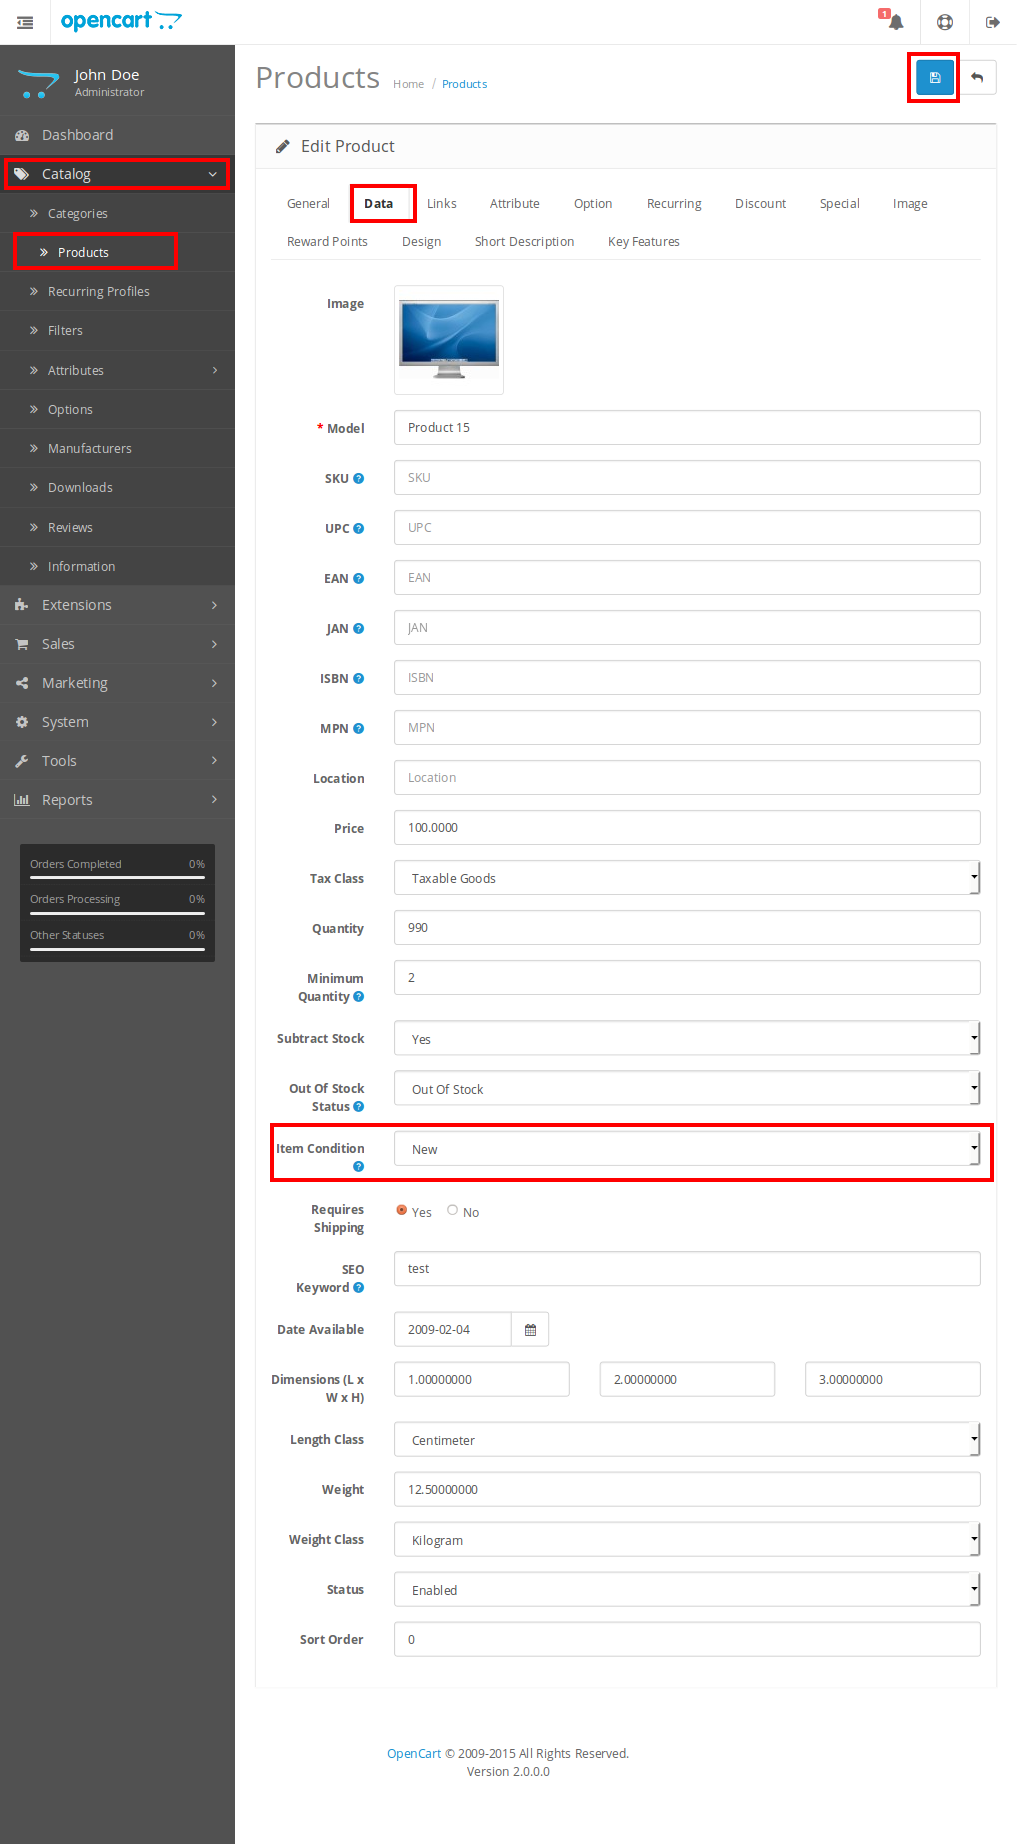 opencart
1
John Doe
Administrator
Dashboard
Catalog
Categories
Products
Recurring Profiles
Filters
Attributes
Options
Manufacturers
Downloads
Reviews
Information
Extensions
Sales
Marketing
System
Tools
Reports
Orders Completed 0%
Orders Processing 0%
Other Statuses 0%
Products Home / Products
Edit Product
General Data Links Attribute Option Recurring Discount Special Image
Reward Points Design Short Description Key Features
Image
* Model Product 15
SKU ? SKU
UPC ? UPC
EAN ? EAN
JAN ? JAN
ISBN ? ISBN
MPN ? MPN
Location Location
Price 100.0000
Tax Class Taxable Goods
Quantity 990
Minimum
Quantity ? 2
Subtract Stock Yes
Out Of Stock
Status ? Out Of Stock
Item Condition
? New
Requires
Shipping Yes No
SEO
Keyword ? test
Date Available 2009-02-04
Dimensions (L x
W x H) 1.00000000 2.00000000 3.00000000
Length Class Centimeter
Weight 12.50000000
Weight Class Kilogram
Status Enabled
Sort Order 0
OpenCart © 2009-2015 All Rights Reserved.
Version 2.0.0.0